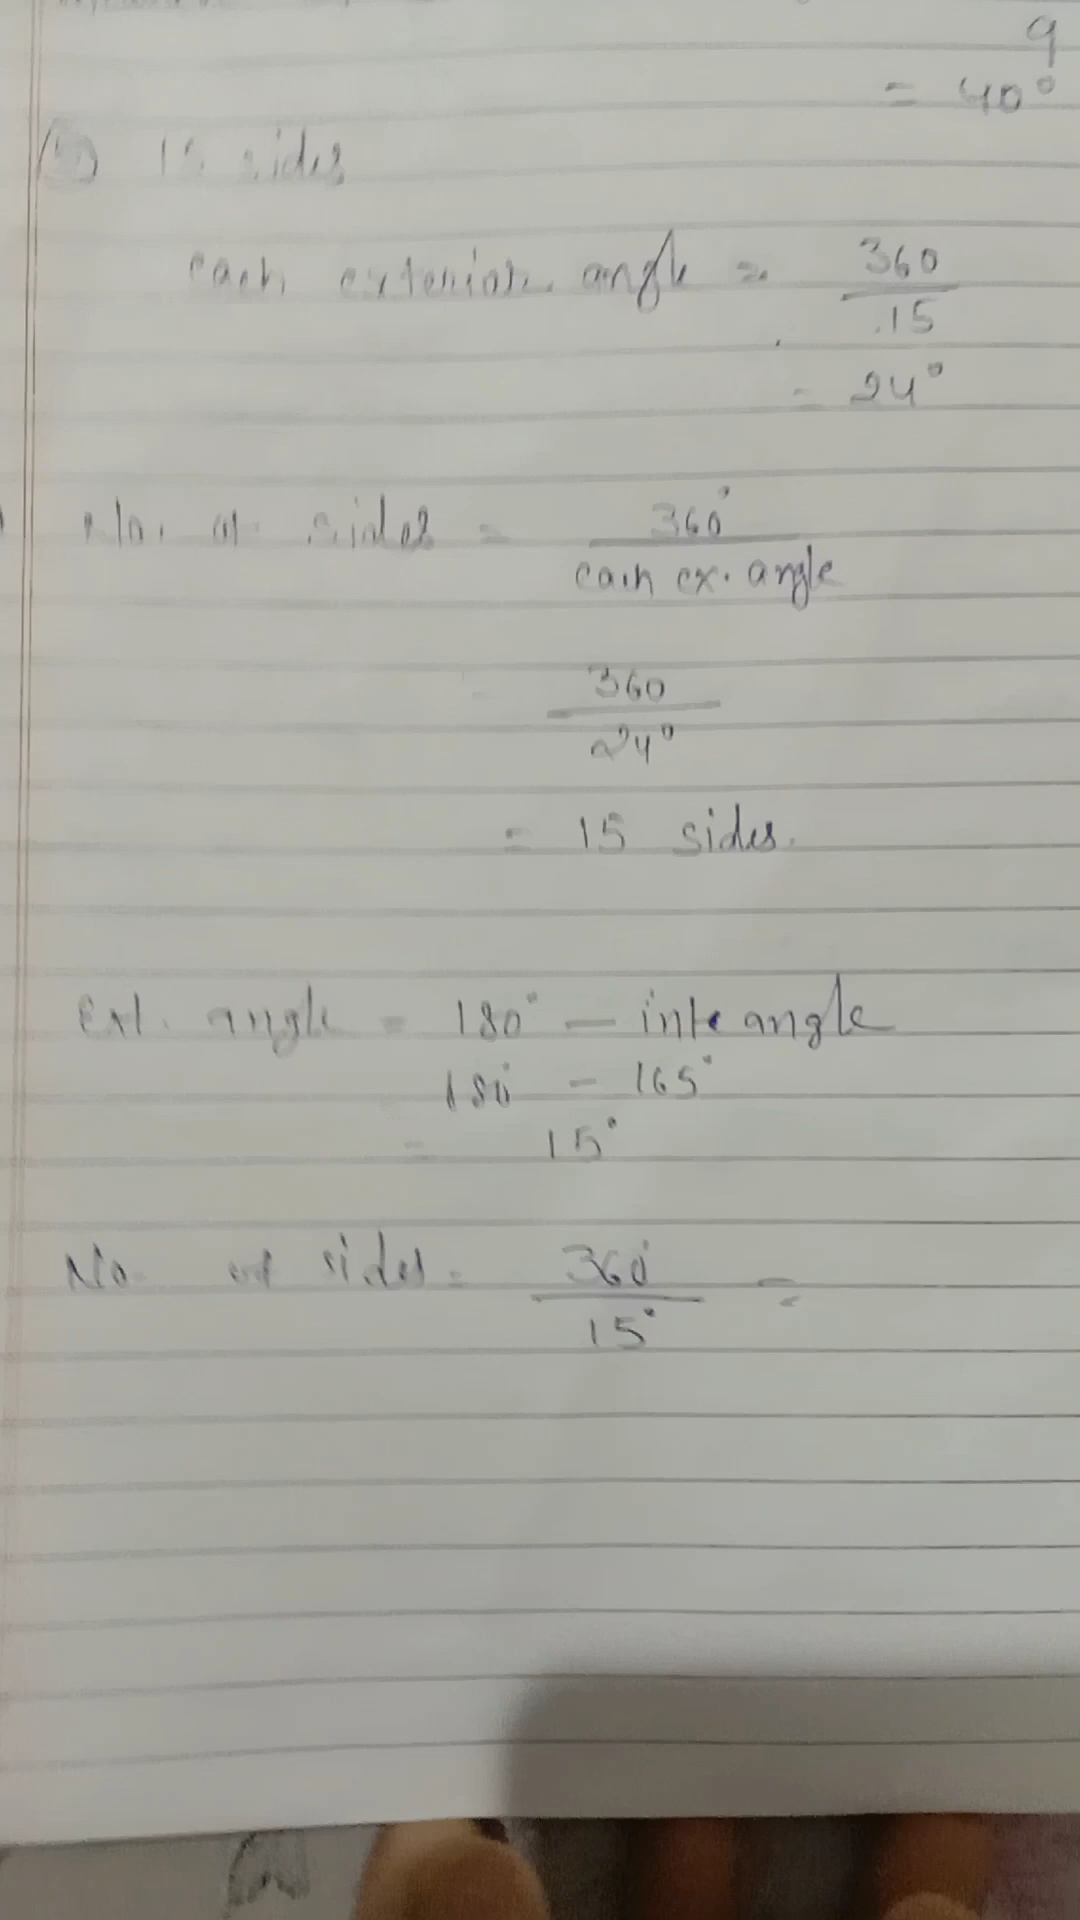 9
= 40°
(ii) 15 sides
each exterior angle = 360
15
= 24°
No. of sides = 360°
each ex. angle
360
24°
= 15 sides.
Ext. angle = 180° - inte angle
180° - 165°
= 15°
No. of sides = 360°
15° =